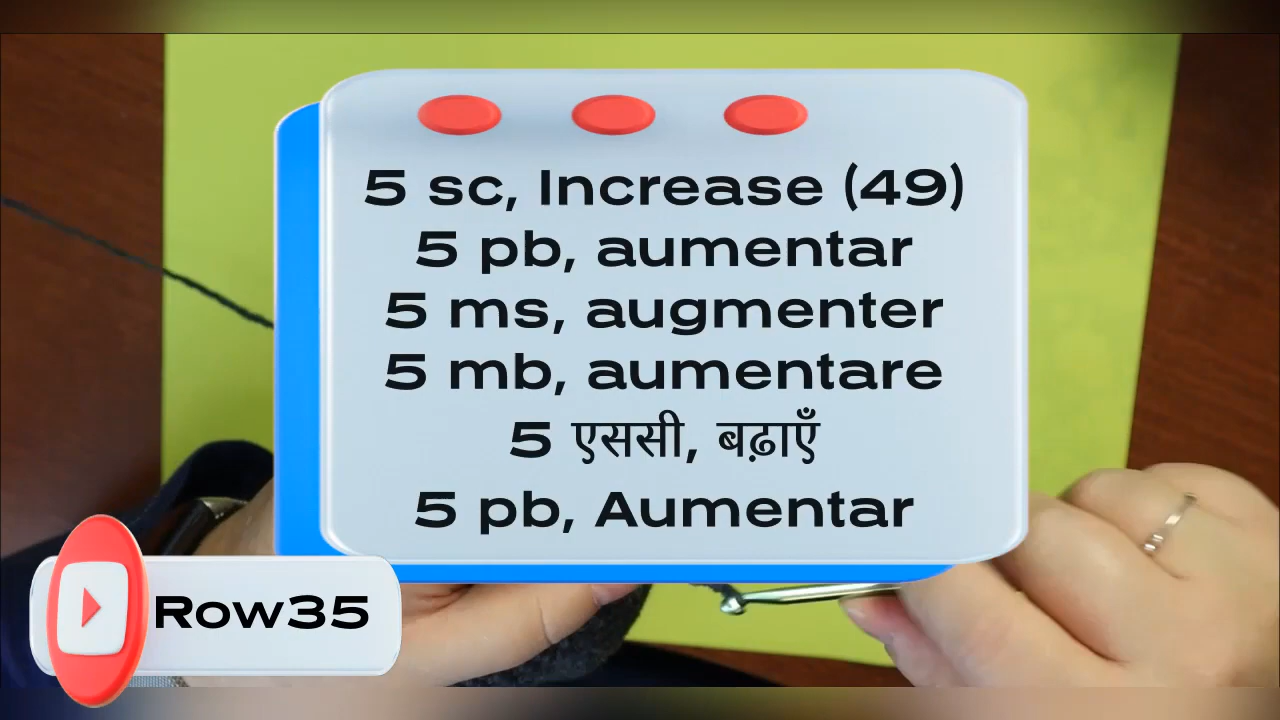 5 sc, Increase (49)
5 pb, aumentar
5 ms, augmenter
5 mb, aumentare
5 एससी, बढ़ाएँ
5 pb, Aumentar
Row35